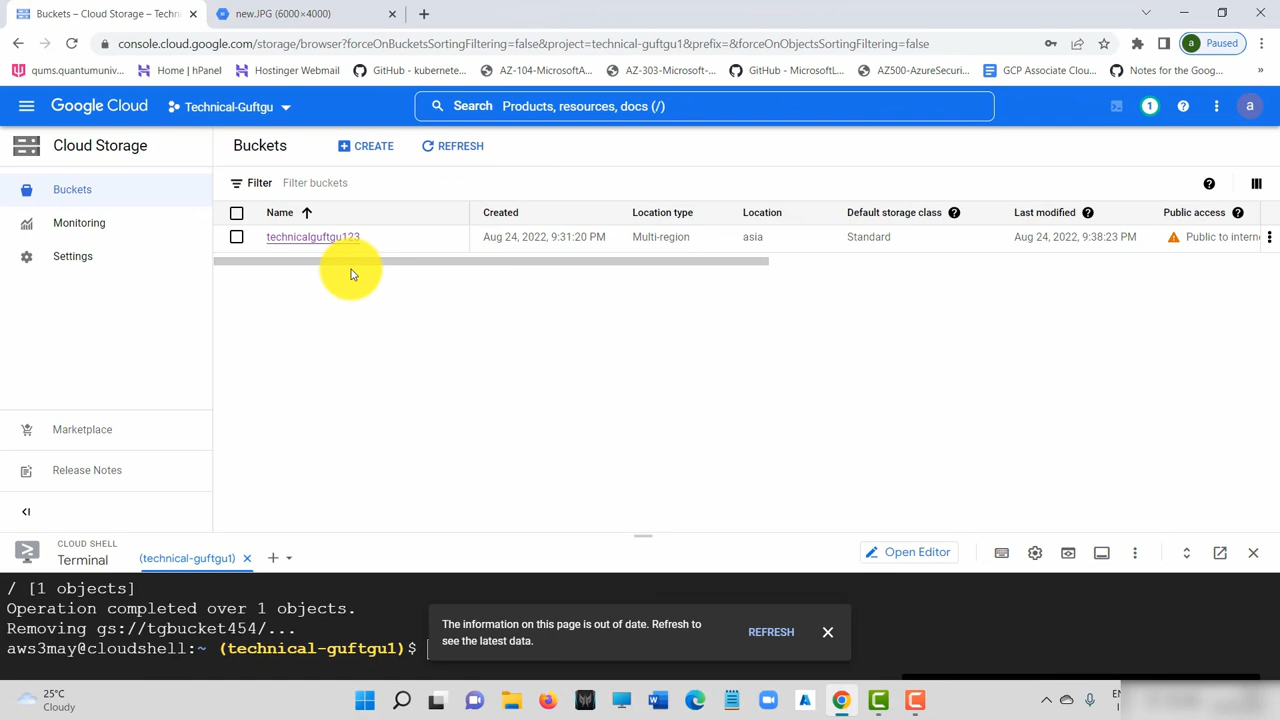 Buckets – Cloud Storage – Techni
new.JPG (6000×4000)
console.cloud.google.com/storage/browser?forceOnBucketsSortingFiltering=false&project=technical-guftgu1&prefix=&forceOnObjectsSortingFiltering=false
a Paused
qums.quantumuniv...
Home | hPanel
Hostinger Webmail
GitHub - kubernete...
AZ-104-MicrosoftA...
AZ-303-Microsoft-...
GitHub - MicrosoftL...
AZ500-AzureSecuri...
GCP Associate Clou...
Notes for the Goog...
»
Google Cloud
Technical-Guftgu
Search Products, resources, docs (/)
1
a
Cloud Storage
Buckets
CREATE
REFRESH
Buckets
Monitoring
Settings
Marketplace
Release Notes
Filter Filter buckets
Name Created Location type Location Default storage class Last modified Public access
technicalguftgu123 Aug 24, 2022, 9:31:20 PM Multi-region asia Standard Aug 24, 2022, 9:38:23 PM Public to intern
CLOUD SHELL
Terminal
(technical-guftgu1)
Open Editor
/ [1 objects]
Operation completed over 1 objects.
Removing gs://tgbucket454/...
aws3may@cloudshell:~ (technical-guftgu1)$
The information on this page is out of date. Refresh to
see the latest data.
REFRESH
25°C
Cloudy